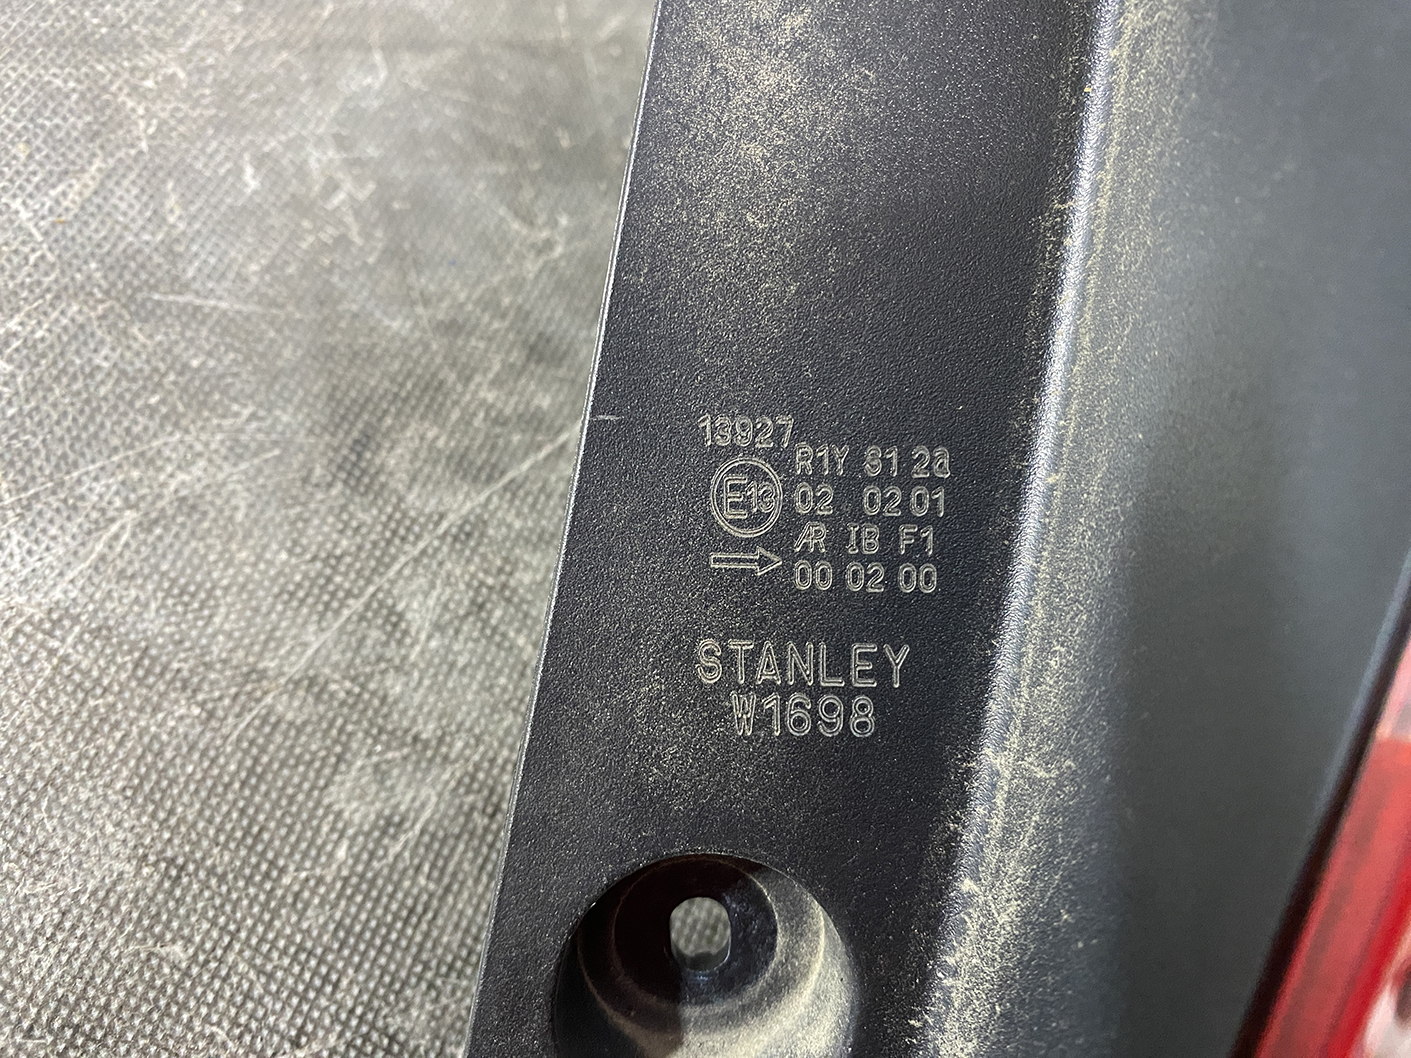 13927
R1Y S1 2a
E13 02 02 01
AR IB F1
00 02 00
STANLEY
W1698